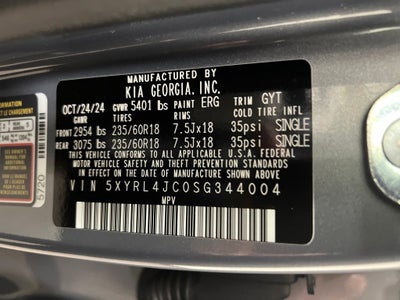 MANUFACTURED BY
KIA GEORGIA, INC.
OCT/24/24 GVWR 5401 lbs PAINT ERG TRIM GYT
GAWR TIRES RIMS COLD TIRE INFL
FRONT 2954 lbs 235/60R18 7.5Jx18 35psi SINGLE
REAR 3075 lbs 235/60R18 7.5Jx18 35psi SINGLE
THIS VEHICLE CONFORMS TO ALL APPLICABLE U.S.A. FEDERAL
MOTOR VEHICLE SAFETY, BUMPER AND
THEFT PREVENTION STANDARDS IN EFFECT ON
THE DATE OF MANUFACTURE SHOWN ABOVE.
VIN 5XYRL4JC0SG344004
MPV
5Y20